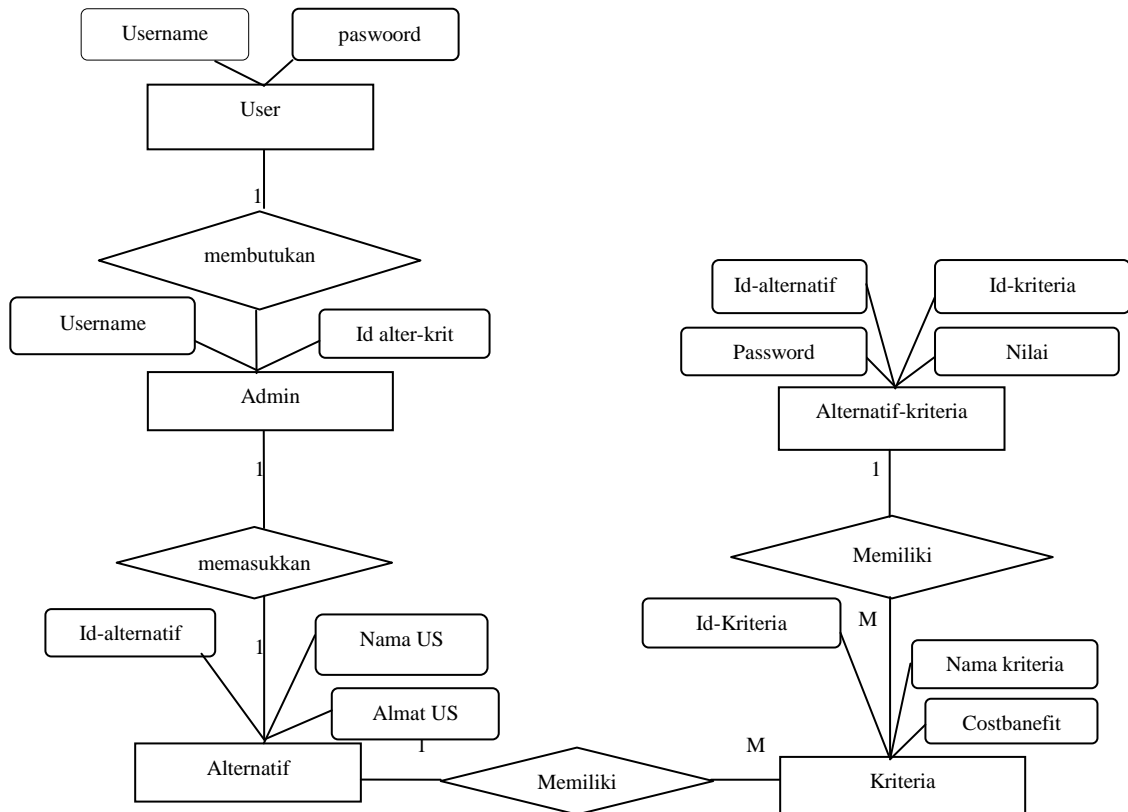 Username
paswoord
User
1
membutukan
Username
Id alter-krit
Admin
1
memasukkan
1
Id-alternatif
Nama US
Almat US
Alternatif
1
Memiliki
M
Id-alternatif
Id-kriteria
Password
Nilai
Alternatif-kriteria
1
Memiliki
M
Id-Kriteria
Nama kriteria
Costbanefit
Kriteria